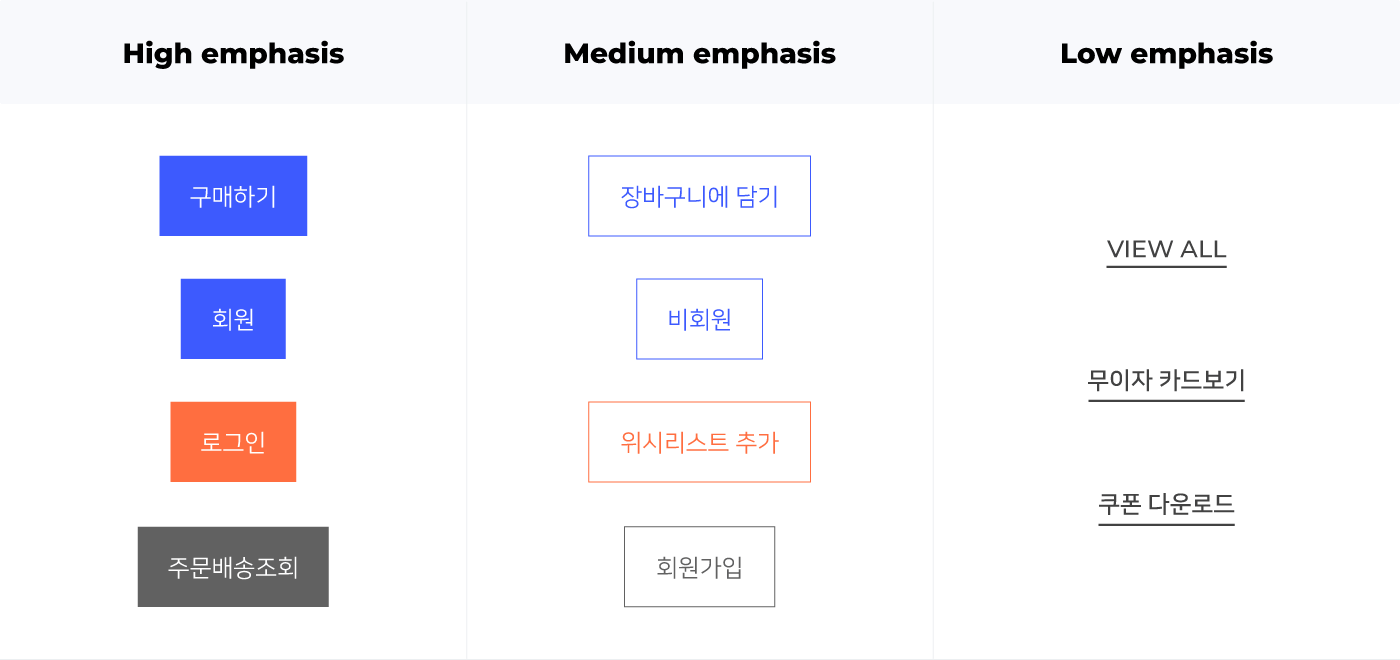 High emphasis
Medium emphasis
Low emphasis
구매하기
회원
로그인
주문배송조회
장바구니에 담기
비회원
위시리스트 추가
회원가입
VIEW ALL
무이자 카드보기
쿠폰 다운로드